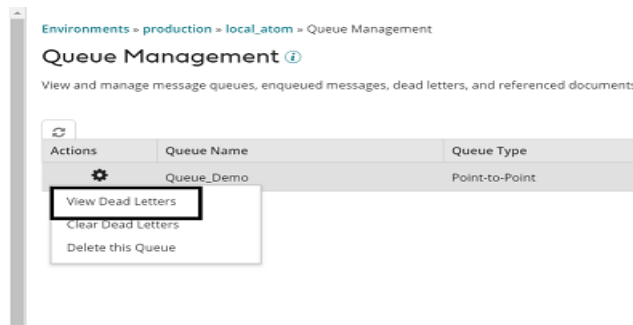 Environments » production » local_atom » Queue Management
Queue Management
View and manage message queues, enqueued messages, dead letters, and referenced documents
Actions Queue Name Queue Type
Queue_Demo Point-to-Point
View Dead Letters
Clear Dead Letters
Delete this Queue